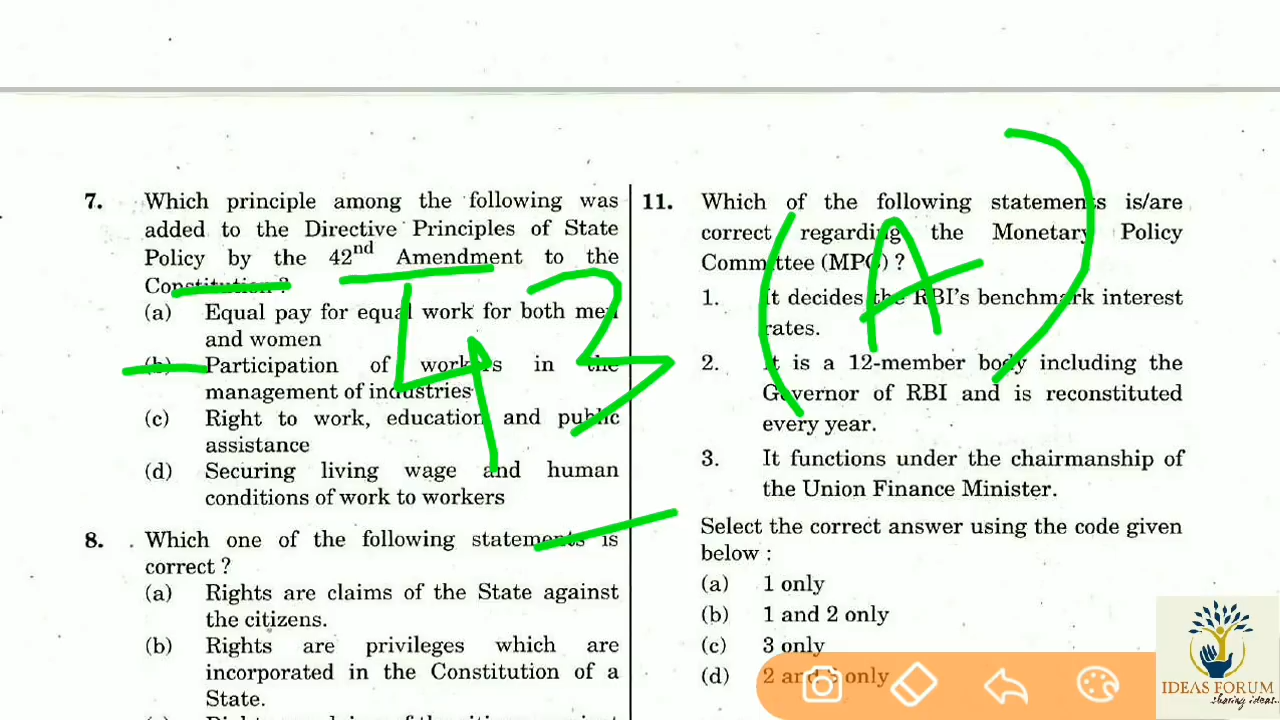 7. Which principle among the following was
added to the Directive Principles of State
Policy by the 42nd Amendment to the
Constitution ?
(a) Equal pay for equal work for both men
and women
(b) Participation of workers in the
management of industries
(c) Right to work, education and public
assistance
(d) Securing living wage and human
conditions of work to workers
8. Which one of the following statements is
correct ?
(a) Rights are claims of the State against
the citizens.
(b) Rights are privileges which are
incorporated in the Constitution of a
State.
11. Which of the following statements is/are
correct regarding the Monetary Policy
Committee (MPC) ?
1. It decides the RBI's benchmark interest
rates.
2. It is a 12-member body including the
Governor of RBI and is reconstituted
every year.
3. It functions under the chairmanship of
the Union Finance Minister.
Select the correct answer using the code given
below :
(a) 1 only
(b) 1 and 2 only
(c) 3 only
(d) 2 and 3 only
43
(A)
IDEAS FORUM
sharing ideas